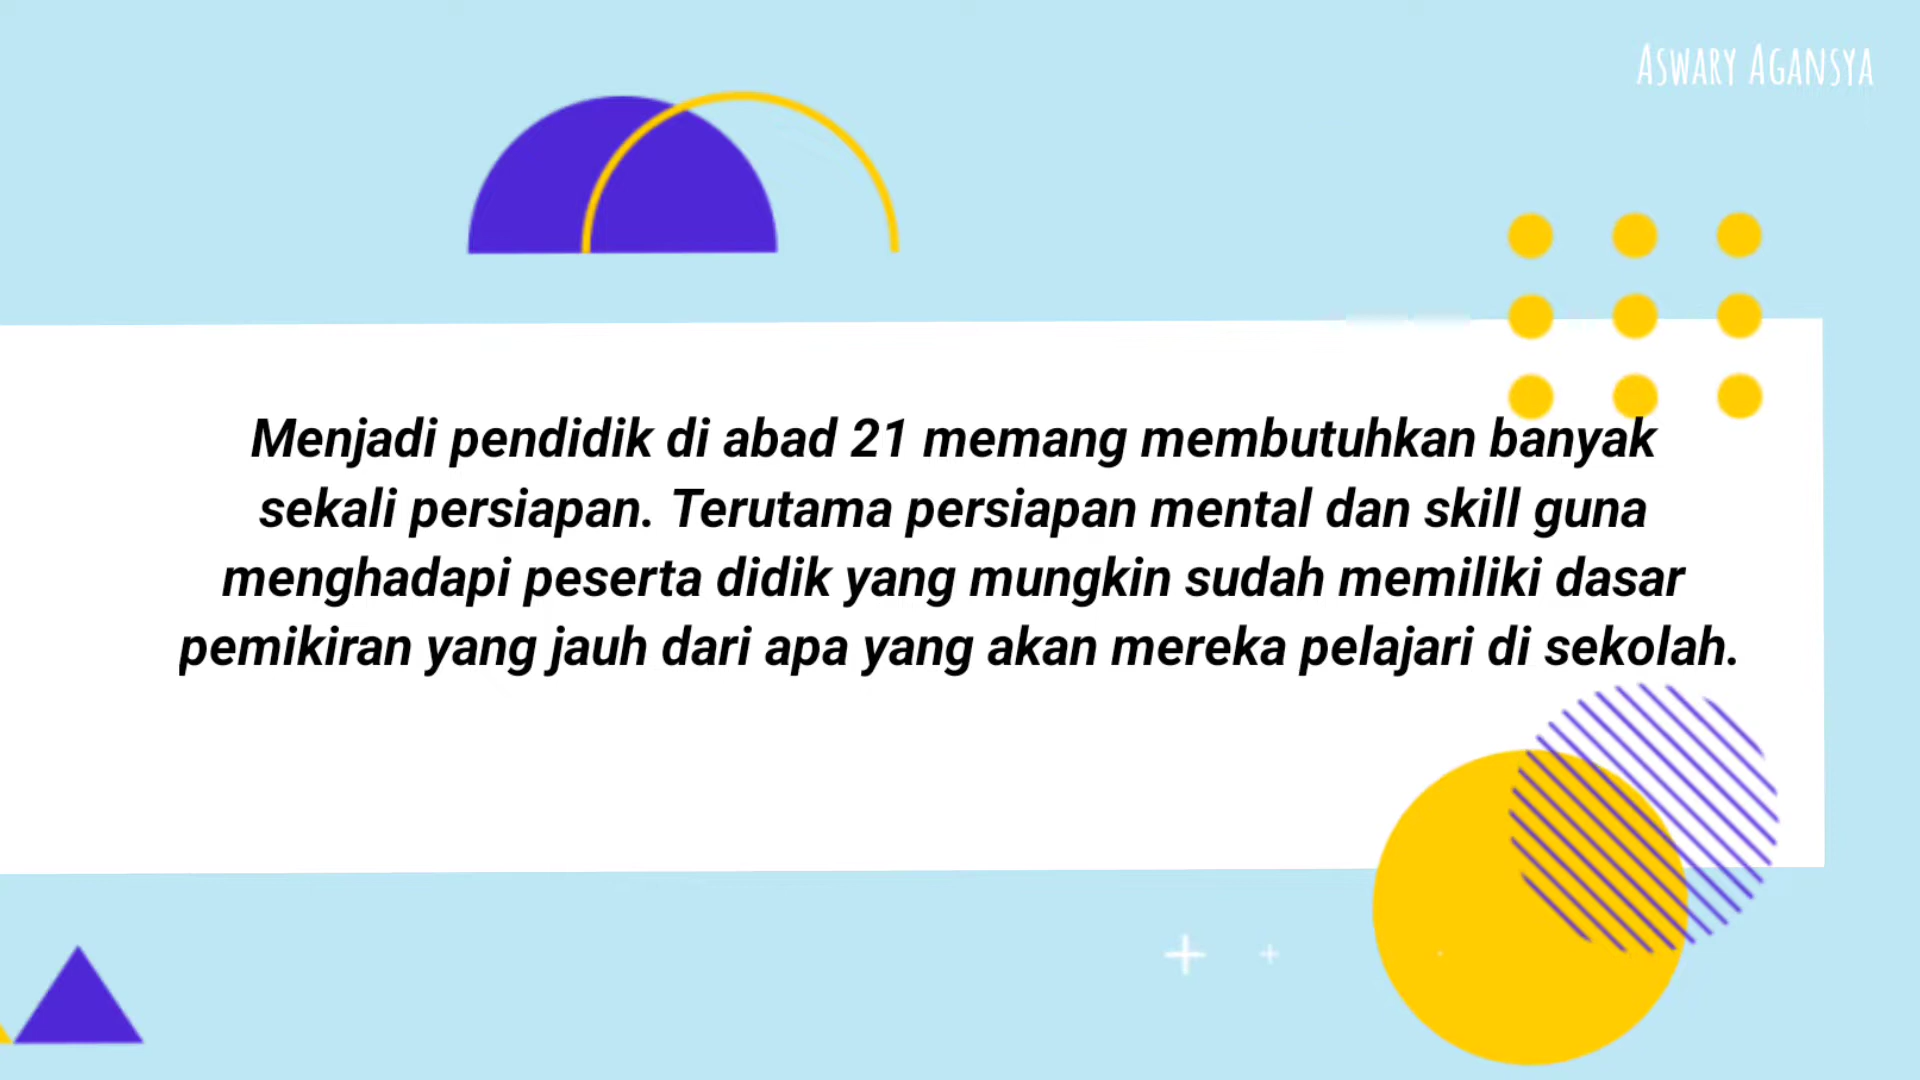 Aswary Agansya
Menjadi pendidik di abad 21 memang membutuhkan banyak
sekali persiapan. Terutama persiapan mental dan skill guna
menghadapi peserta didik yang mungkin sudah memiliki dasar
pemikiran yang jauh dari apa yang akan mereka pelajari di sekolah.